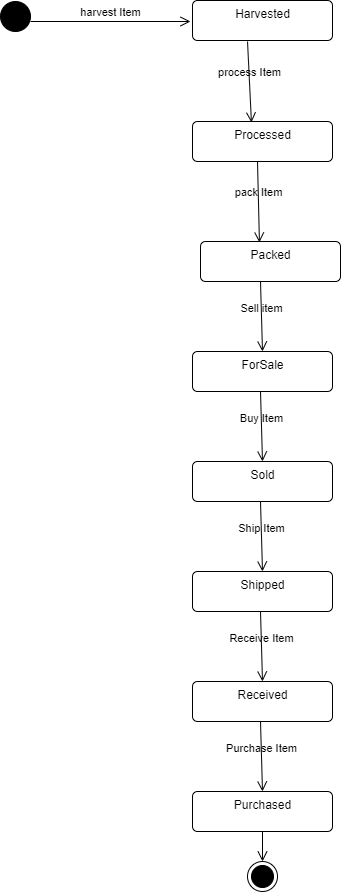 harvest Item
Harvested
process Item
Processed
pack Item
Packed
Sell item
ForSale
Buy Item
Sold
Ship Item
Shipped
Receive Item
Received
Purchase Item
Purchased